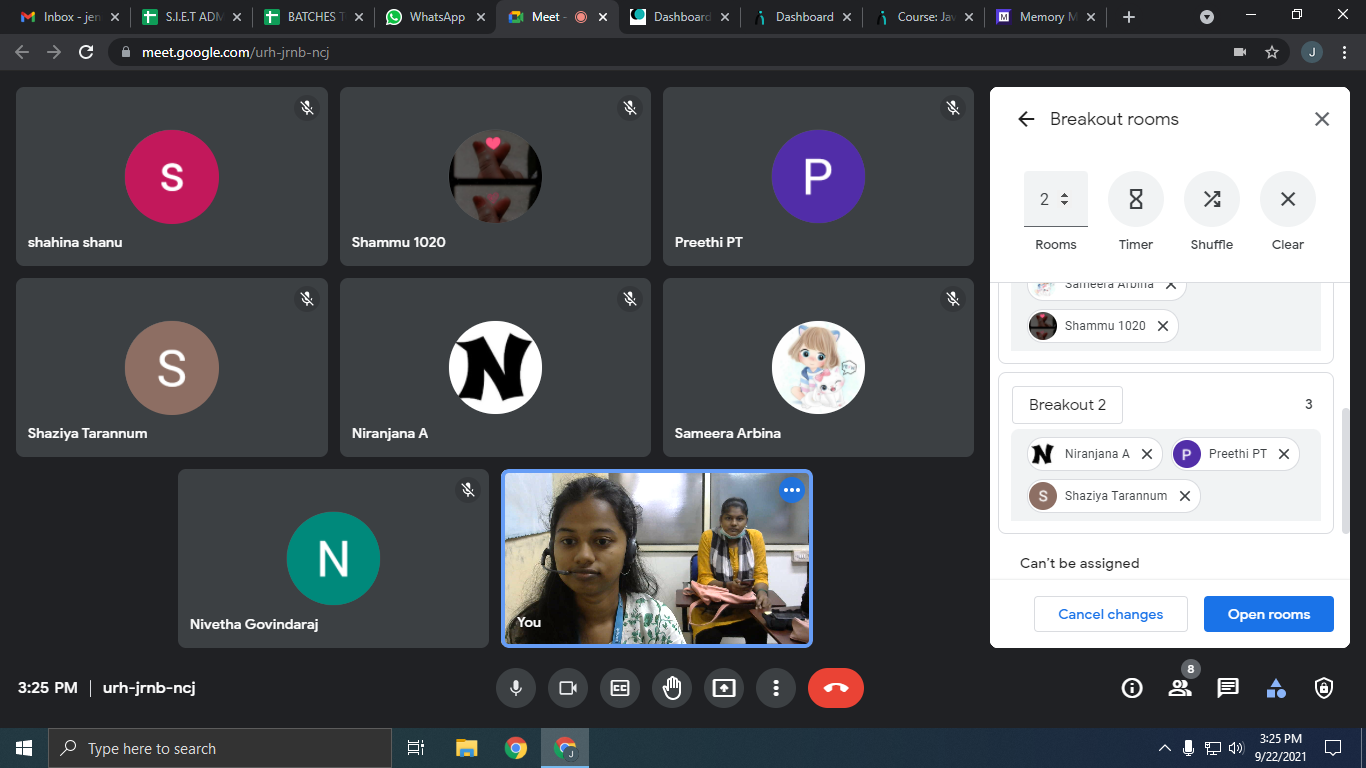 Inbox - jen
S.I.E.T ADM
BATCHES T
WhatsApp
Meet -
Dashboard
Dashboard
Course: Jav
Memory M
meet.google.com/urh-jrnb-ncj
J
s
shahina shanu
Shammu 1020
P
Preethi PT
S
Shaziya Tarannum
N
Niranjana A
Sameera Arbina
N
Nivetha Govindaraj
You
Breakout rooms
2
Rooms
Timer
Shuffle
Clear
Sameera Arbina
Shammu 1020
Breakout 2
3
N
Niranjana A
P
Preethi PT
S
Shaziya Tarannum
Can't be assigned
Cancel changes
Open rooms
3:25 PM | urh-jrnb-ncj
CC
8
Type here to search
J
3:25 PM
9/22/2021